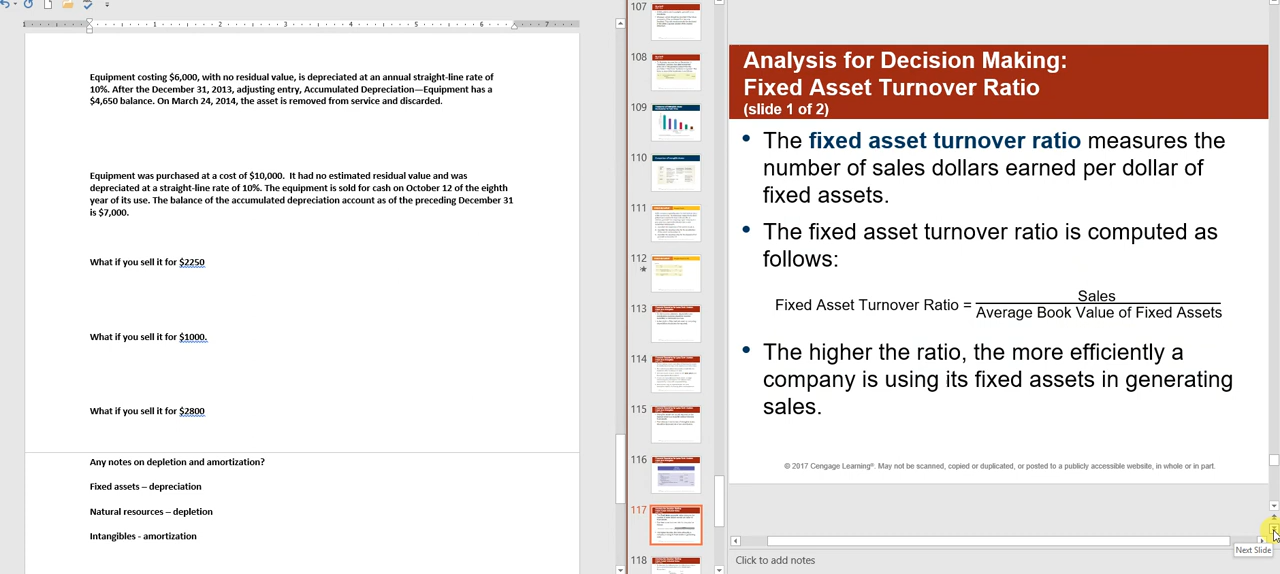 Equipment costing $6,000, with no residual value, is depreciated at an annual straight-line rate of
10%. After the December 31, 2013, adjusting entry, Accumulated Depreciation—Equipment has a
$4,650 balance. On March 24, 2014, the asset is removed from service and discarded.
Equipment was purchased at a cost of $10,000.  It had no estimated residual value and was
depreciated at a straight-line rate of 10%. The equipment is sold for cash on October 12 of the eighth
year of its use. The balance of the accumulated depreciation account as of the preceding December 31
is $7,000.
What if you sell it for $2250
What if you sell it for $1000.
What if you sell it for $2800
Any notes on depletion and amortization?
Fixed assets – depreciation
Natural resources – depletion
Intangibles - amortization
107
108
109
110
111
112
113
114
115
116
117
118
Analysis for Decision Making:
Fixed Asset Turnover Ratio
(slide 1 of 2)
• The fixed asset turnover ratio measures the
number of sales dollars earned per dollar of
fixed assets.
• The fixed asset turnover ratio is computed as
follows:
Fixed Asset Turnover Ratio = Sales
Average Book Value of Fixed Assets
• The higher the ratio, the more efficiently a
company is using its fixed assets in generating
sales.
© 2017 Cengage Learning®. May not be scanned, copied or duplicated, or posted to a publicly accessible website, in whole or in part.
Next Slide
Click to add notes